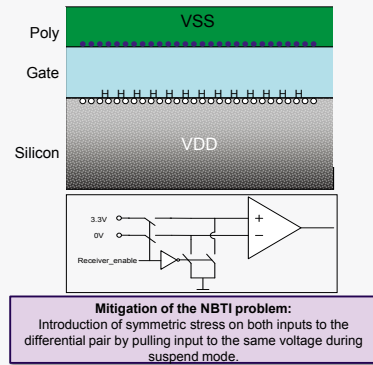 VSS
Poly
Gate
H H H H H H H H H H H H H
VDD
Silicon
3.3V
0V
+
−
Receiver_enable
Mitigation of the NBTI problem:
Introduction of symmetric stress on both inputs to the
differential pair by pulling input to the same voltage during
suspend mode.